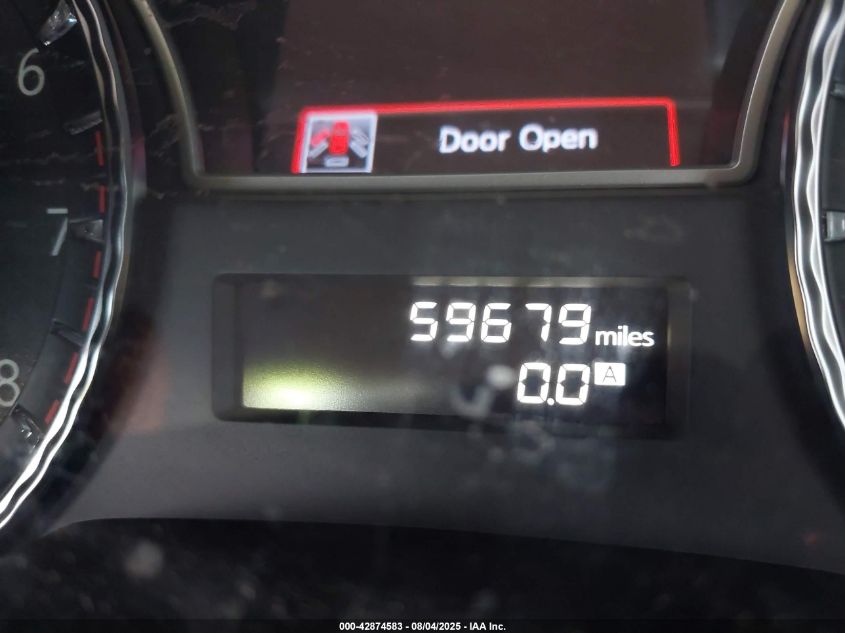 6
Door Open
7
59679 miles
0.0 A
8
000-42874583 - 08/04/2025 - IAA Inc.